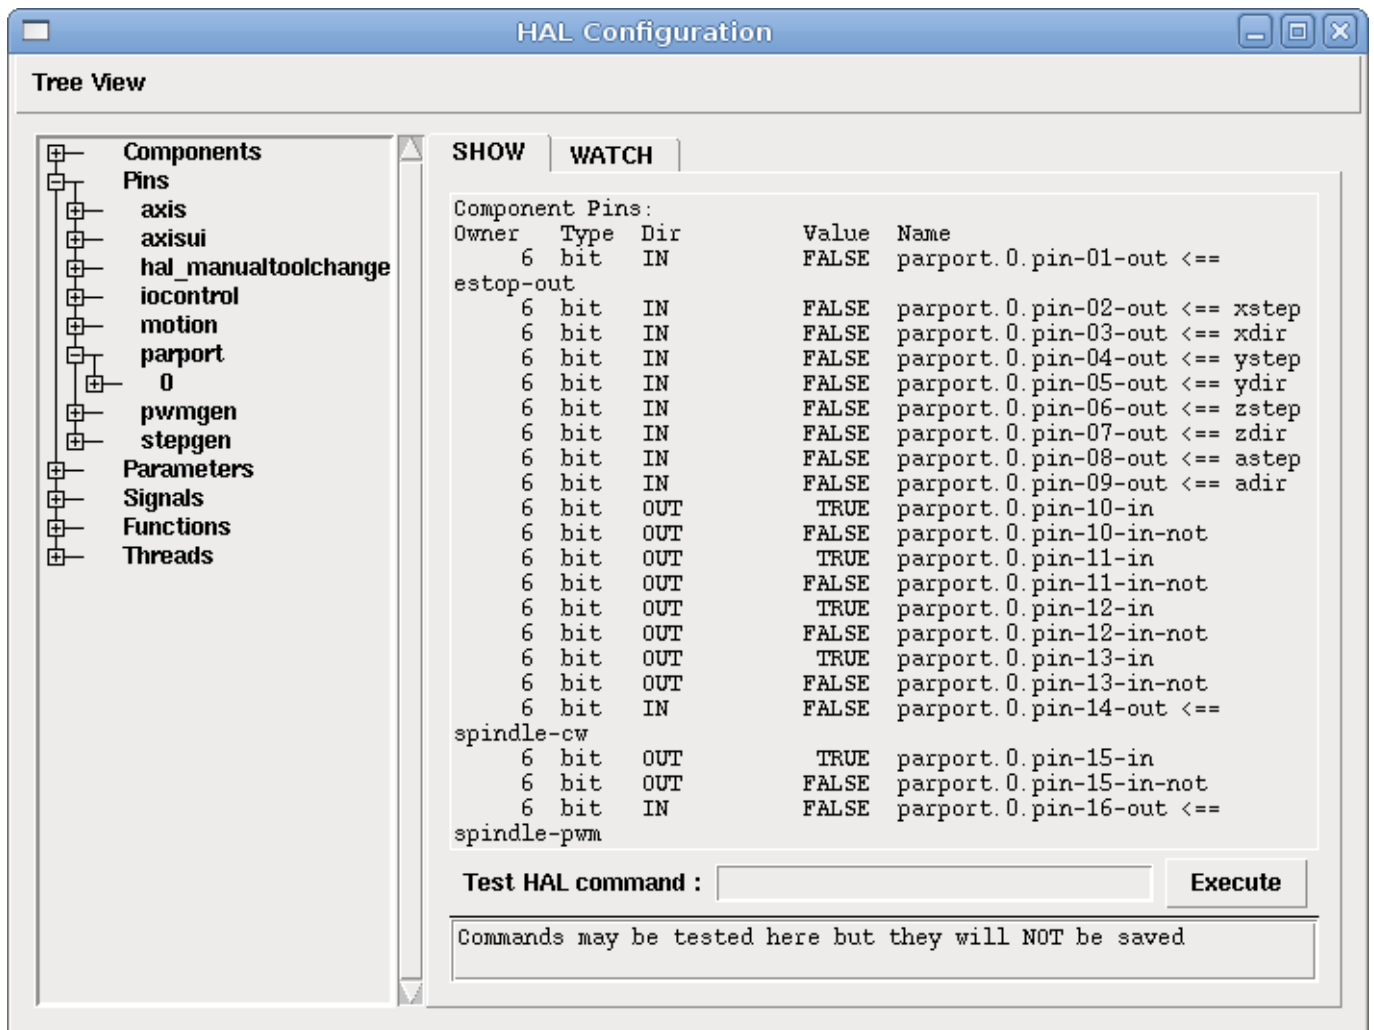 HAL Configuration
Tree View
Components
Pins
axis
axisui
hal_manualtoolchange
iocontrol
motion
parport
0
pwmgen
stepgen
Parameters
Signals
Functions
Threads
SHOW WATCH
Component Pins:
Owner Type Dir Value Name
6 bit IN FALSE parport.0.pin-01-out <==
estop-out
6 bit IN FALSE parport.0.pin-02-out <== xstep
6 bit IN FALSE parport.0.pin-03-out <== xdir
6 bit IN FALSE parport.0.pin-04-out <== ystep
6 bit IN FALSE parport.0.pin-05-out <== ydir
6 bit IN FALSE parport.0.pin-06-out <== zstep
6 bit IN FALSE parport.0.pin-07-out <== zdir
6 bit IN FALSE parport.0.pin-08-out <== astep
6 bit IN FALSE parport.0.pin-09-out <== adir
6 bit OUT TRUE parport.0.pin-10-in
6 bit OUT FALSE parport.0.pin-10-in-not
6 bit OUT TRUE parport.0.pin-11-in
6 bit OUT FALSE parport.0.pin-11-in-not
6 bit OUT TRUE parport.0.pin-12-in
6 bit OUT FALSE parport.0.pin-12-in-not
6 bit OUT TRUE parport.0.pin-13-in
6 bit OUT FALSE parport.0.pin-13-in-not
6 bit IN FALSE parport.0.pin-14-out <==
spindle-cw
6 bit OUT TRUE parport.0.pin-15-in
6 bit OUT FALSE parport.0.pin-15-in-not
6 bit IN FALSE parport.0.pin-16-out <==
spindle-pwm
Test HAL command : Execute
Commands may be tested here but they will NOT be saved